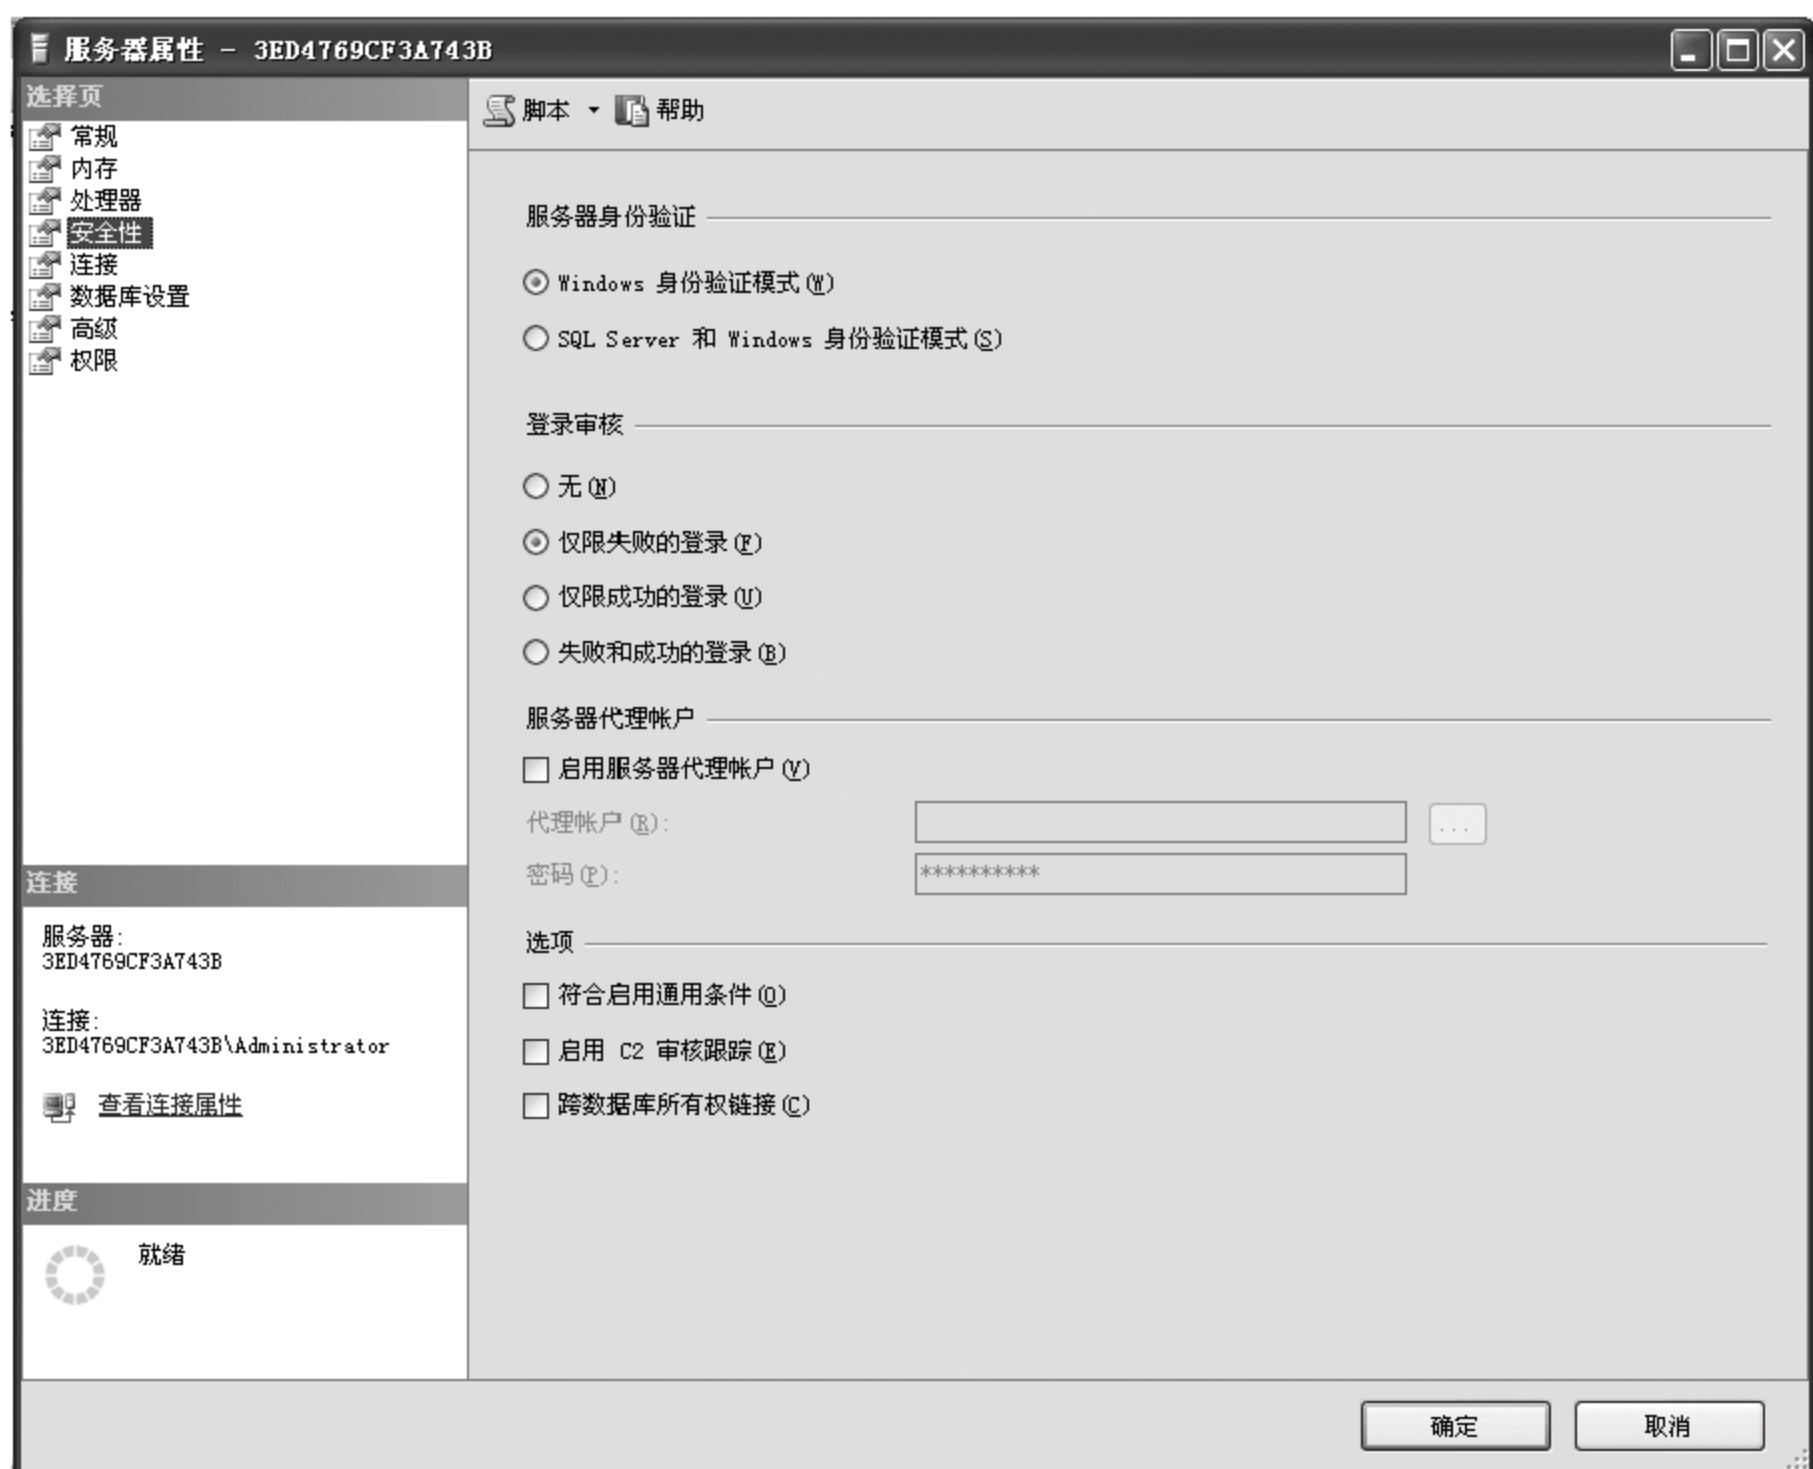 服务器属性 - 3ED4769CF3A743B
选择页
常规
内存
处理器
安全性
连接
数据库设置
高级
权限
脚本 帮助
服务器身份验证
Windows 身份验证模式(W)
SQL Server 和 Windows 身份验证模式(S)
登录审核
无(N)
仅限失败的登录(F)
仅限成功的登录(U)
失败和成功的登录(B)
服务器代理帐户
启用服务器代理帐户(V)
代理帐户(R):
...
密码(P):
**********
选项
符合启用通用条件(O)
启用 C2 审核跟踪(E)
跨数据库所有权链接(C)
连接
服务器:
3ED4769CF3A743B
连接:
3ED4769CF3A743B\Administrator
查看连接属性
进度
就绪
确定
取消